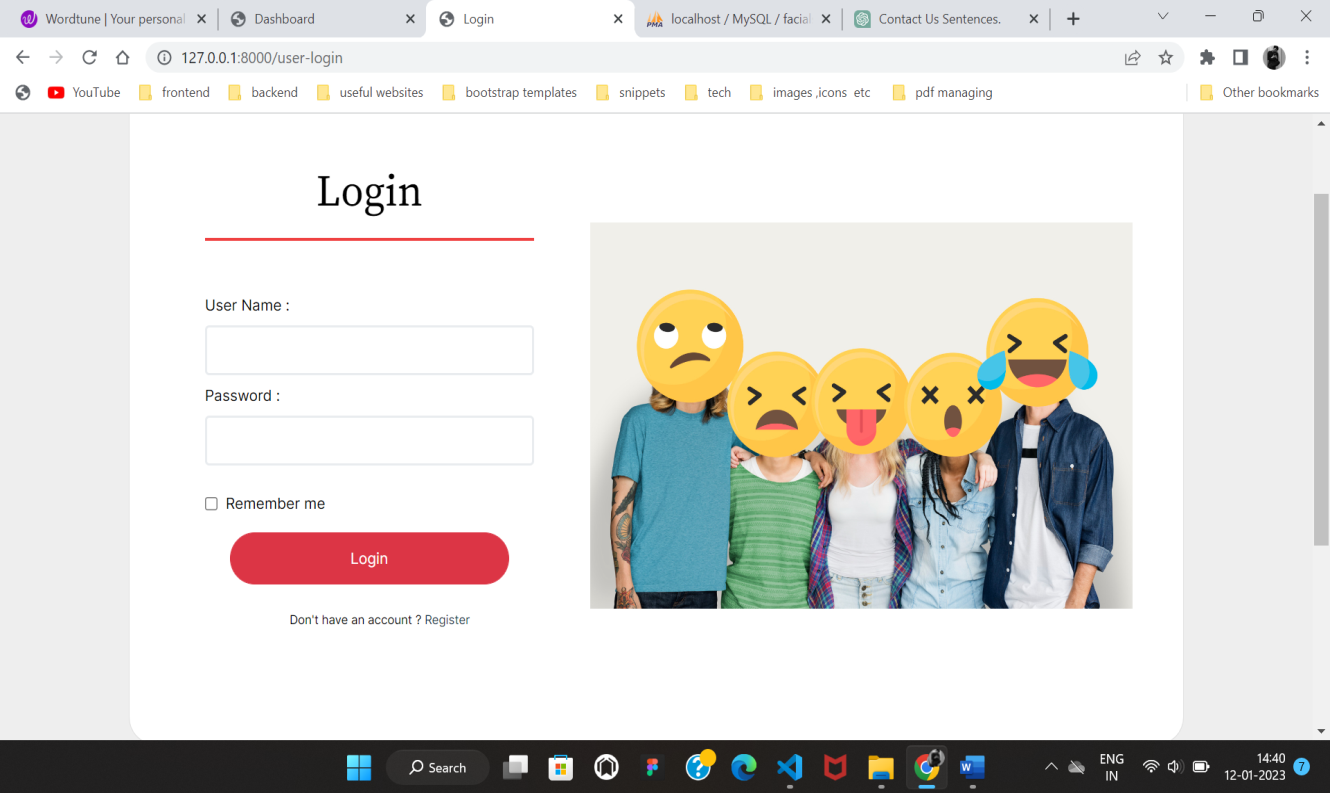 Wordtune | Your personal
Dashboard
Login
PMA
localhost / MySQL / facial
Contact Us Sentences.
127.0.0.1:8000/user-login
YouTube
frontend
backend
useful websites
bootstrap templates
snippets
tech
images ,icons etc
pdf managing
Other bookmarks
Login
User Name :
Password :
Remember me
Login
Don't have an account ? Register
Search
W
ENG
IN
14:40
12-01-2023
7